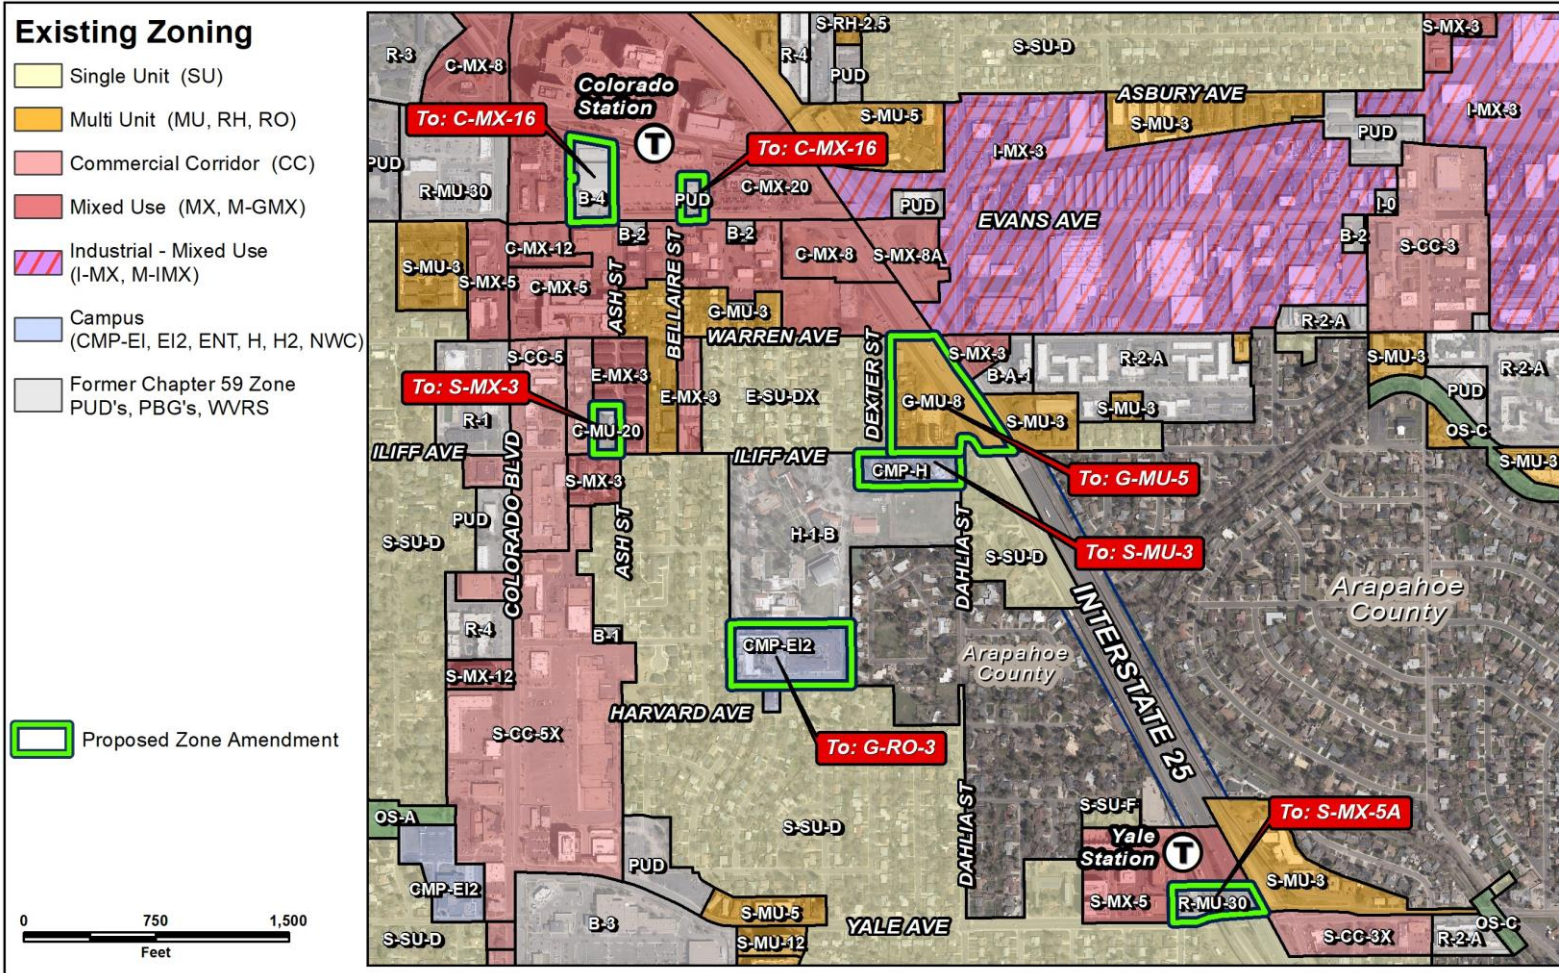 Existing Zoning
Single Unit (SU)
Multi Unit (MU, RH, RO)
Commercial Corridor (CC)
Mixed Use (MX, M-GMX)
Industrial - Mixed Use
(I-MX, M-IMX)
Campus
(CMP-EI, EI2, ENT, H, H2, NWC)
Former Chapter 59 Zone
PUD's, PBG's, WVRS
Proposed Zone Amendment
0 750 1,500
Feet
R-3
C-MX-8
Colorado
Station
T
To: C-MX-16
B-4
PUD
R-MU-30
R-4
S-RH-2.5
PUD
S-SU-D
S-MX-3
S-MU-5
ASBURY AVE
S-MU-3
I-MX-3
PUD
I-MX-3
To: C-MX-16
PUD
C-MX-20
PUD
EVANS AVE
I-0
B-2
S-CC-3
S-MU-3
S-MX-5
C-MX-12
C-MX-5
B-2
B-2
ASH ST
BELLAIRE ST
C-MX-8
S-MX-8A
G-MU-3
WARREN AVE
R-2-A
S-CC-5
To: S-MX-3
E-MX-3
E-MX-3
E-SU-DX
DEXTER ST
S-MX-3
B-A-1
R-2-A
S-MU-3
PUD
R-2-A
G-MU-8
S-MU-3
S-MU-3
R-1
C-MU-20
OS-C
ILIFF AVE
COLORADO BLVD
ILIFF AVE
CMP-H
To: G-MU-5
S-MU-3
S-MX-3
PUD
S-SU-D
ASH ST
H-1-B
DAHLIA ST
S-SU-D
To: S-MU-3
INTERSTATE 25
Arapahoe
County
R-4
B-1
CMP-EI2
Arapahoe
County
S-MX-12
HARVARD AVE
S-CC-5X
To: G-RO-3
OS-A
S-SU-D
DAHLIA ST
S-SU-F
To: S-MX-5A
Yale
Station
T
CMP-EI2
PUD
S-MX-5
R-MU-30
S-MU-3
S-SU-D
B-3
S-MU-5
S-MU-12
YALE AVE
S-CC-3X
R-2-A
OS-C